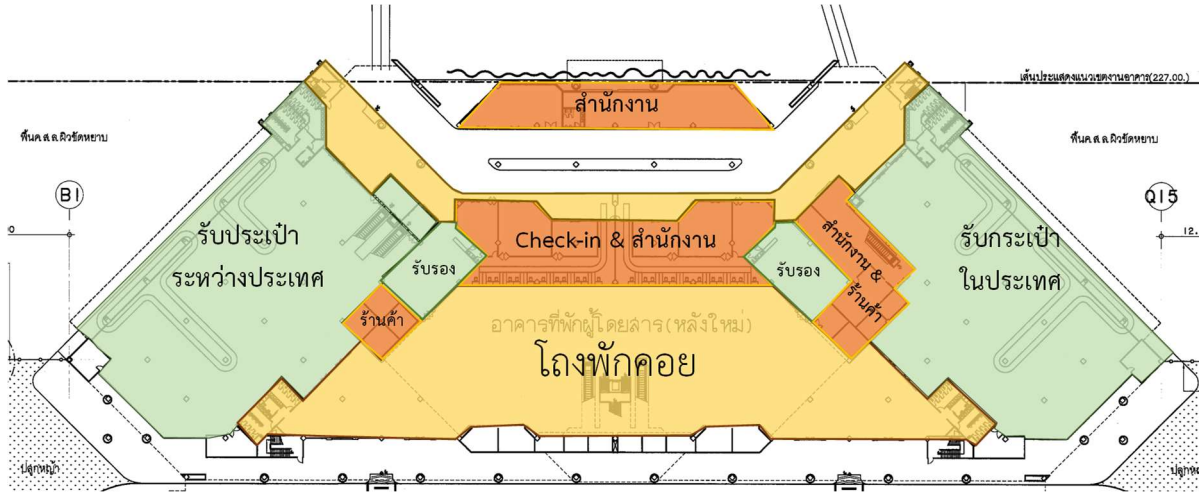 สำนักงาน
เส้นประแสดงแนวเขตงานอาคาร(227.00.)
พื้นค.ส.ล.ผิวขัดหยาบ
พื้นค.ส.ล.ผิวขัดหยาบ
B1
Q15
รับประเป๋า
ระหว่างประเทศ
รับรอง
Check-in & สำนักงาน
รับรอง
สำนักงาน &
ร้านค้า
รับกระเป๋า
ในประเทศ
12.
ร้านค้า
อาคารที่พักผู้โดยสาร(หลังใหม่)
โถงพักคอย
ปลูกหญ้า